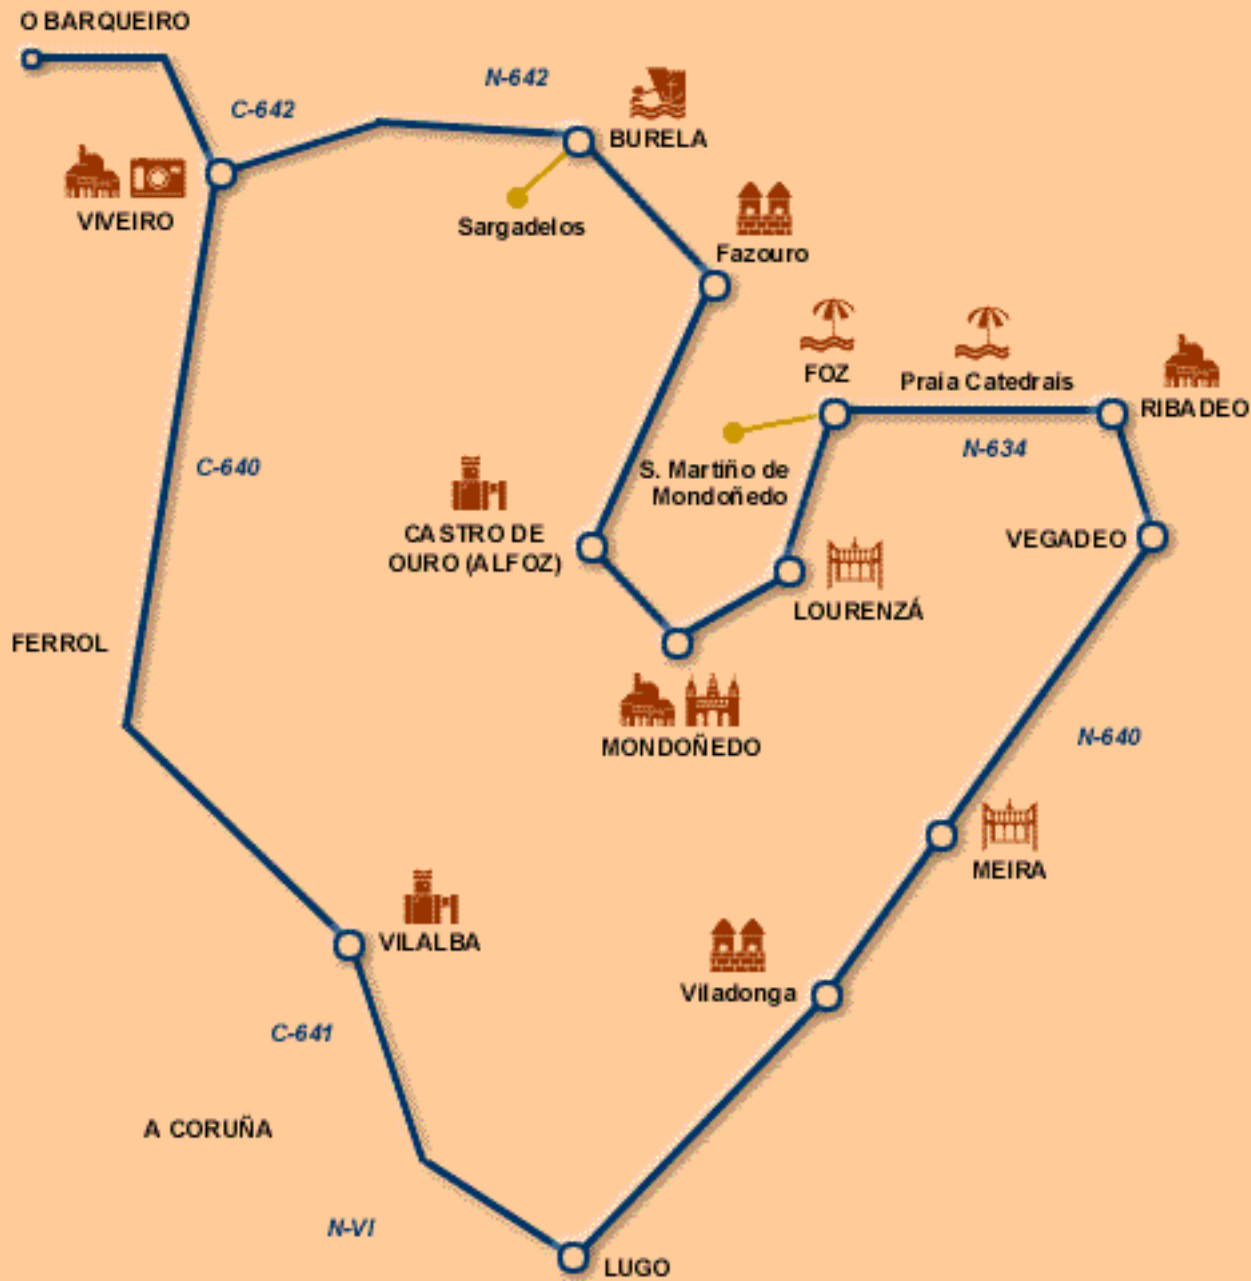 O BARQUEIRO
N-642
C-642
BURELA
VIVEIRO
Sargadelos
Fazouro
FOZ
Praia Catedrais
RIBADEO
N-634
C-640
S. Martiño de
Mondoñedo
CASTRO DE
OURO (ALFOZ)
VEGADEO
LOURENZÁ
FERROL
MONDOÑEDO
N-640
MEIRA
VILALBA
Viladonga
C-641
A CORUÑA
N-VI
LUGO